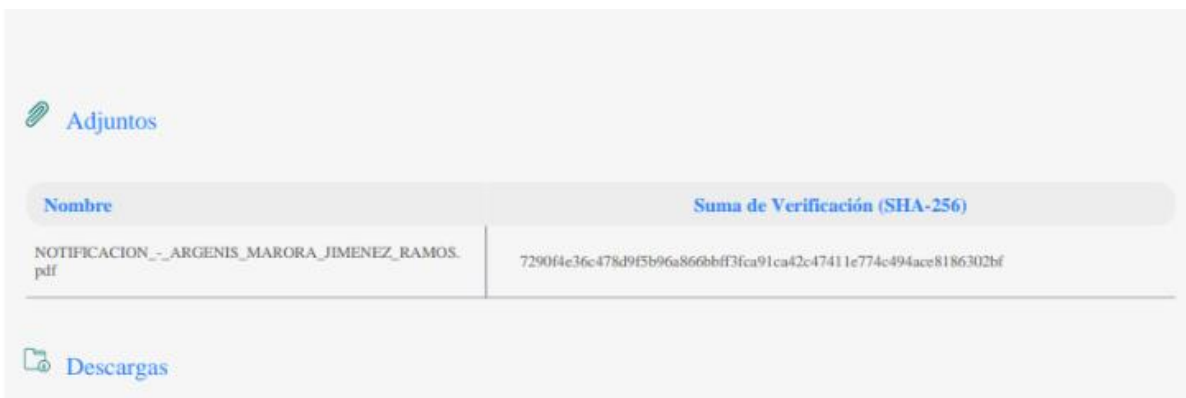 Adjuntos
Nombre
Suma de Verificación (SHA-256)
NOTIFICACION_-_ARGENIS_MARORA_JIMENEZ_RAMOS.
pdf
7290f4e36c478d9f5b96a866bbff3fca91ca42c47411e774c494ace8186302bf
Descargas